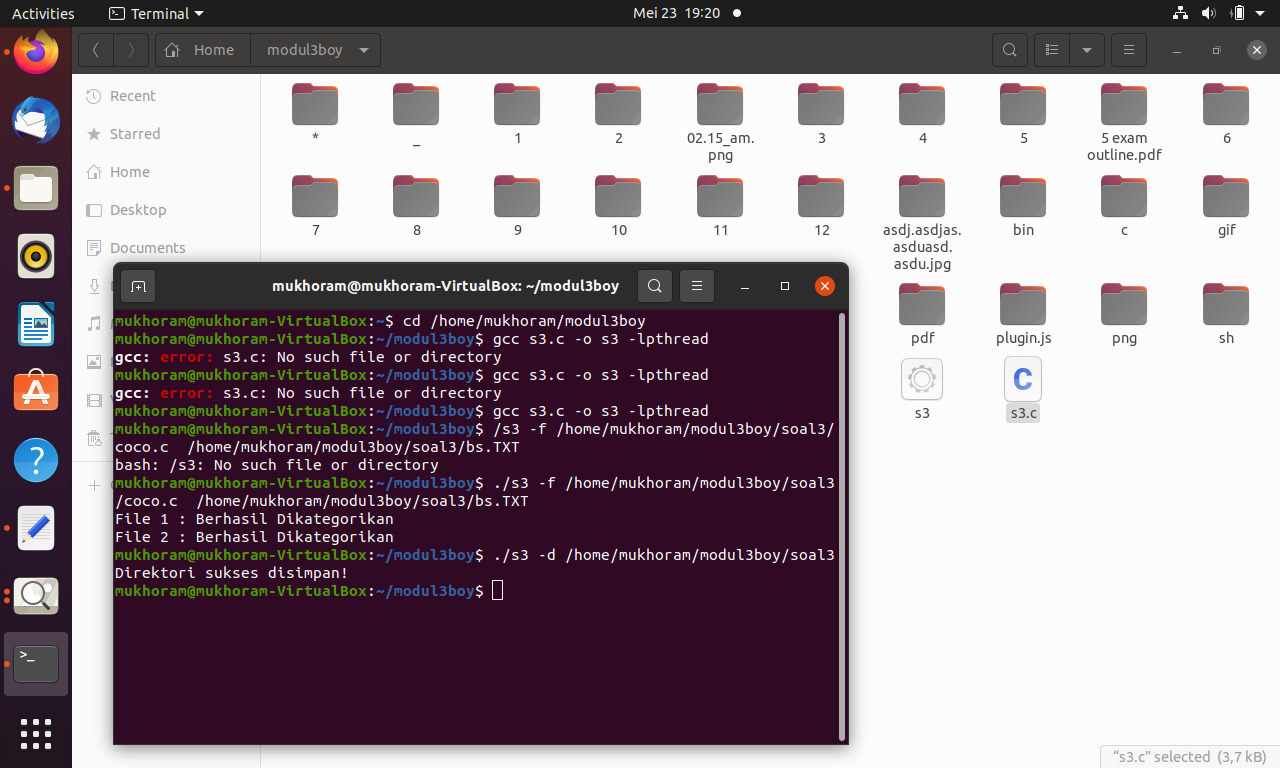 Activities
Terminal
Mei 23 19:20
Home
modul3boy
Recent
Starred
Home
Desktop
Documents
*
_
1
2
02.15_am.
png
3
4
5
5 exam
outline.pdf
6
7
8
9
10
11
12
asdj.asdjas.
asduasd.
asdu.jpg
bin
c
gif
pdf
plugin.js
png
sh
s3
s3.c
mukhoram@mukhoram-VirtualBox: ~/modul3boy
mukhoram@mukhoram-VirtualBox:~$ cd /home/mukhoram/modul3boy
mukhoram@mukhoram-VirtualBox:~/modul3boy$ gcc s3.c -o s3 -lpthread
gcc: error: s3.c: No such file or directory
mukhoram@mukhoram-VirtualBox:~/modul3boy$ gcc s3.c -o s3 -lpthread
gcc: error: s3.c: No such file or directory
mukhoram@mukhoram-VirtualBox:~/modul3boy$ gcc s3.c -o s3 -lpthread
mukhoram@mukhoram-VirtualBox:~/modul3boy$ /s3 -f /home/mukhoram/modul3boy/soal3/
coco.c  /home/mukhoram/modul3boy/soal3/bs.TXT
bash: /s3: No such file or directory
mukhoram@mukhoram-VirtualBox:~/modul3boy$ ./s3 -f /home/mukhoram/modul3boy/soal3
/coco.c  /home/mukhoram/modul3boy/soal3/bs.TXT
File 1 : Berhasil Dikategorikan
File 2 : Berhasil Dikategorikan
mukhoram@mukhoram-VirtualBox:~/modul3boy$ ./s3 -d /home/mukhoram/modul3boy/soal3
Direktori sukses disimpan!
mukhoram@mukhoram-VirtualBox:~/modul3boy$
“s3.c” selected (3,7 kB)